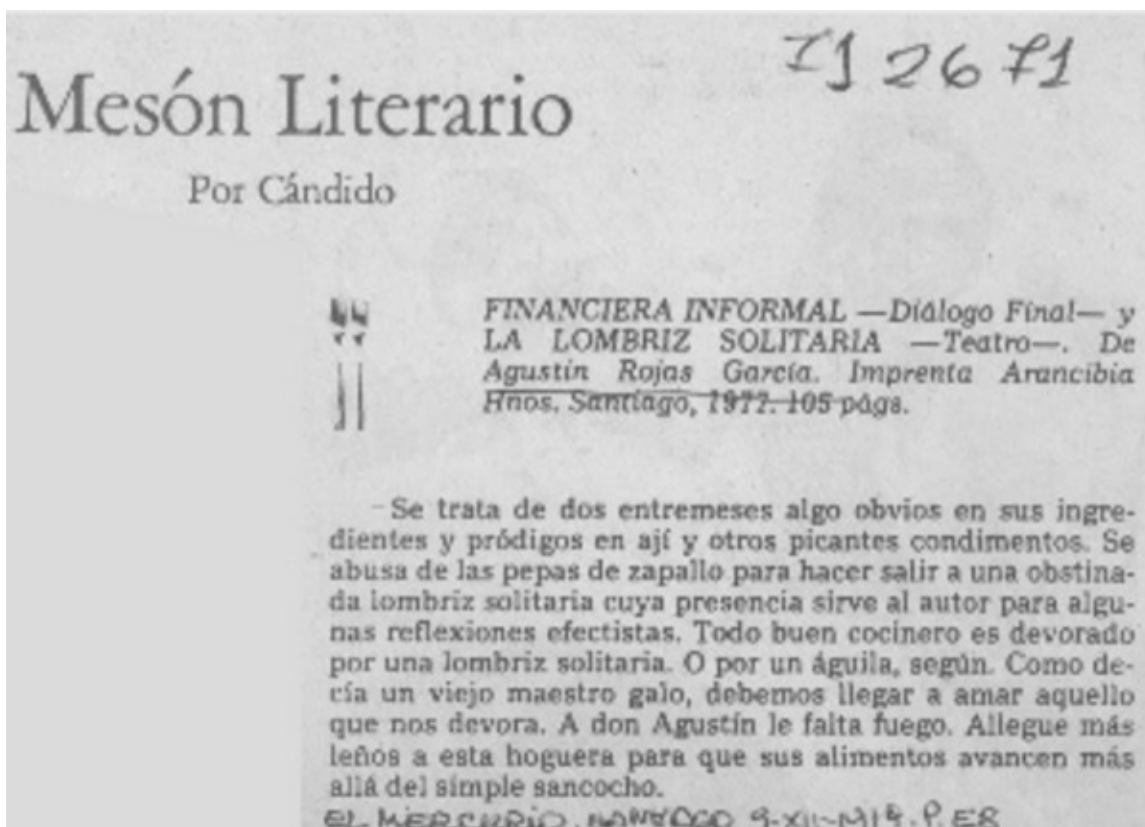 IJ 26 71
Mesón Literario
Por Cándido
FINANCIERA INFORMAL —Diálogo Final— y
LA LOMBRIZ SOLITARIA —Teatro—. De
Agustín Rojas García. Imprenta Arancibia
Hnos. Santiago, 1977. 105 págs.
Se trata de dos entremeses algo obvios en sus ingre-
dientes y pródigos en ají y otros picantes condimentos. Se
abusa de las pepas de zapallo para hacer salir a una obstina-
da lombriz solitaria cuya presencia sirve al autor para algu-
nas reflexiones efectistas. Todo buen cocinero es devorado
por una lombriz solitaria. O por un águila, según. Como de-
cía un viejo maestro galo, debemos llegar a amar aquello
que nos devora. A don Agustín le falta fuego. Allegue más
leños a esta hoguera para que sus alimentos avancen más
allá del simple sancocho.
EL MERCURIO